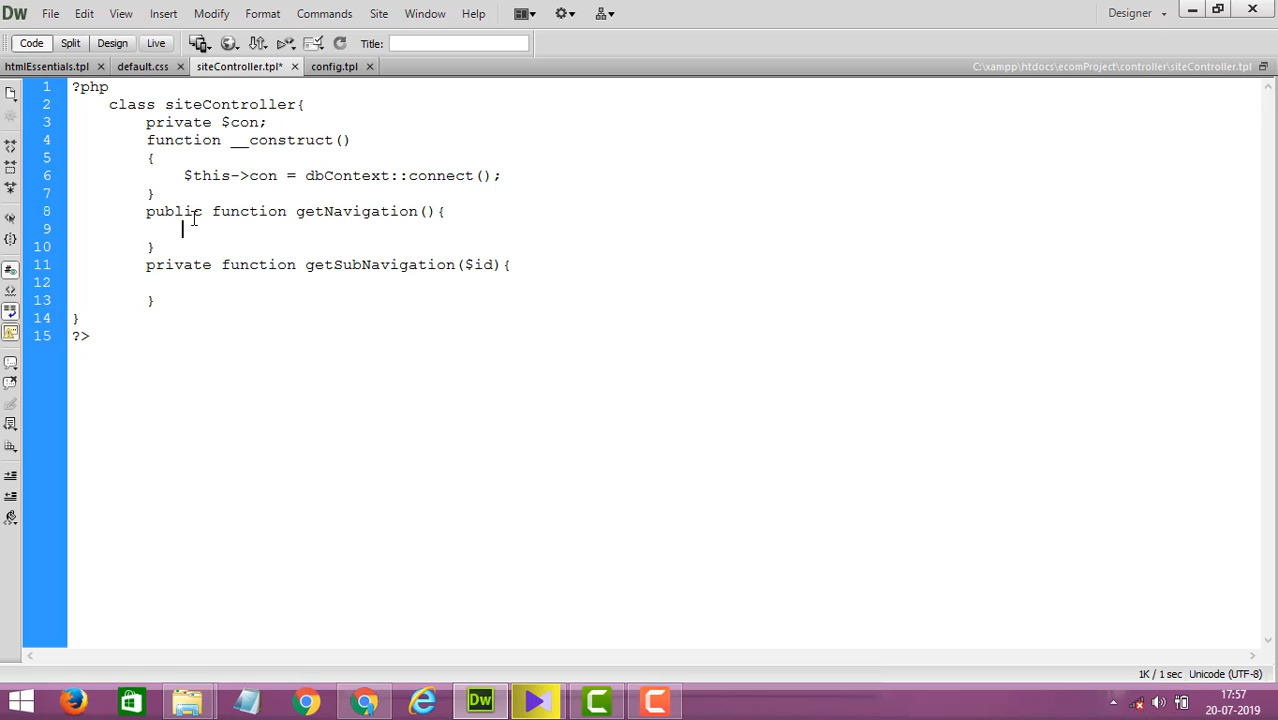 DW File Edit View Insert Modify Format Commands Site Window Help Designer
Code Split Design Live Title:
htmlEssentials.tpl default.css siteController.tpl* config.tpl C:\xampp\htdocs\ecomProject\controller\siteController.tpl
1 ?php
2 class siteController{
3 private $con;
4 function __construct()
5 {
6 $this->con = dbContext::connect();
7 }
8 public function getNavigation(){
9
10 }
11 private function getSubNavigation($id){
12
13 }
14 }
15 ?>
1K / 1 sec Unicode (UTF-8)
Dw
17:57
20-07-2019